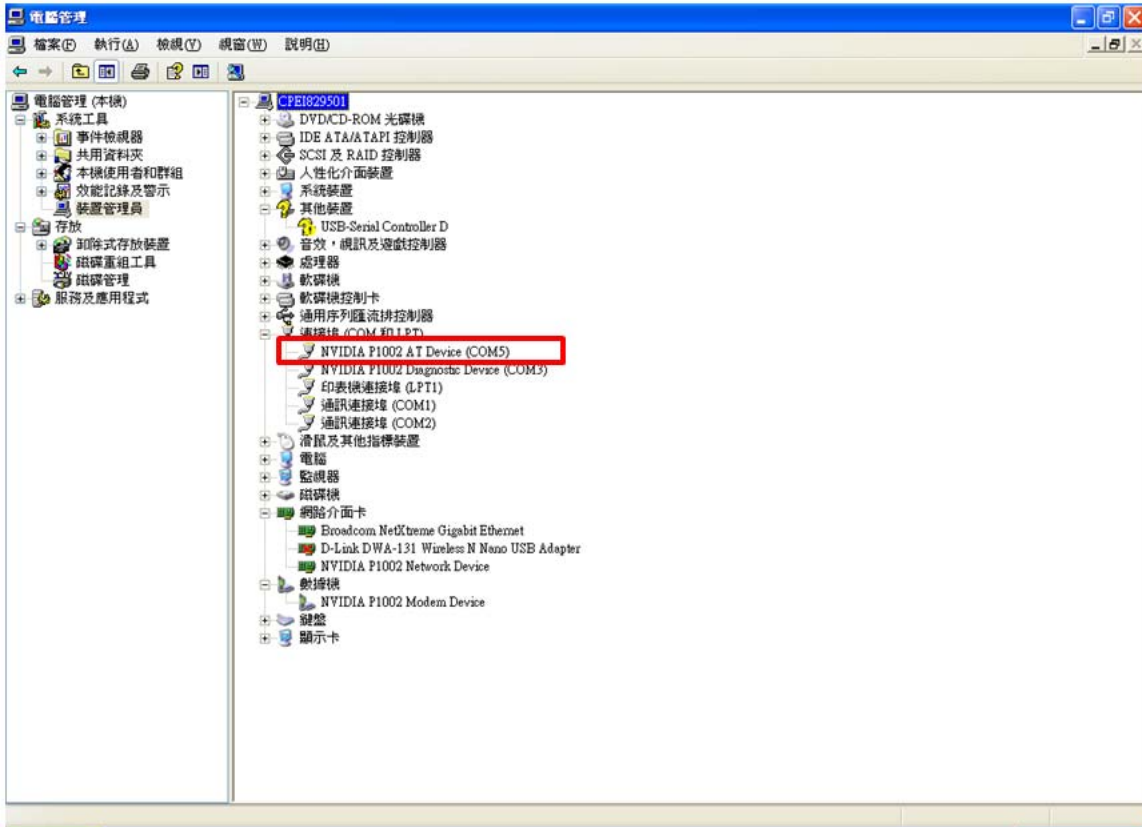 電腦管理
檔案(F) 執行(A) 檢視(V) 視窗(W) 說明(H)
電腦管理 (本機)
系統工具
事件檢視器
共用資料夾
本機使用者和群組
效能記錄及警示
裝置管理員
存放
卸除式存放裝置
磁碟重組工具
磁碟管理
服務及應用程式
CPEI829501
DVD/CD-ROM 光碟機
IDE ATA/ATAPI 控制器
SCSI 及 RAID 控制器
人性化介面裝置
系統裝置
其他裝置
USB-Serial Controller D
音效，視訊及遊戲控制器
處理器
軟碟機
軟碟機控制卡
通用序列匯流排控制器
連接埠 (COM 和 LPT)
NVIDIA P1002 AT Device (COM5)
NVIDIA P1002 Diagnostic Device (COM3)
印表機連接埠 (LPT1)
通訊連接埠 (COM1)
通訊連接埠 (COM2)
滑鼠及其他指標裝置
電腦
監視器
磁碟機
網路介面卡
Broadcom NetXtreme Gigabit Ethernet
D-Link DWA-131 Wireless N Nano USB Adapter
NVIDIA P1002 Network Device
數據機
NVIDIA P1002 Modem Device
鍵盤
顯示卡